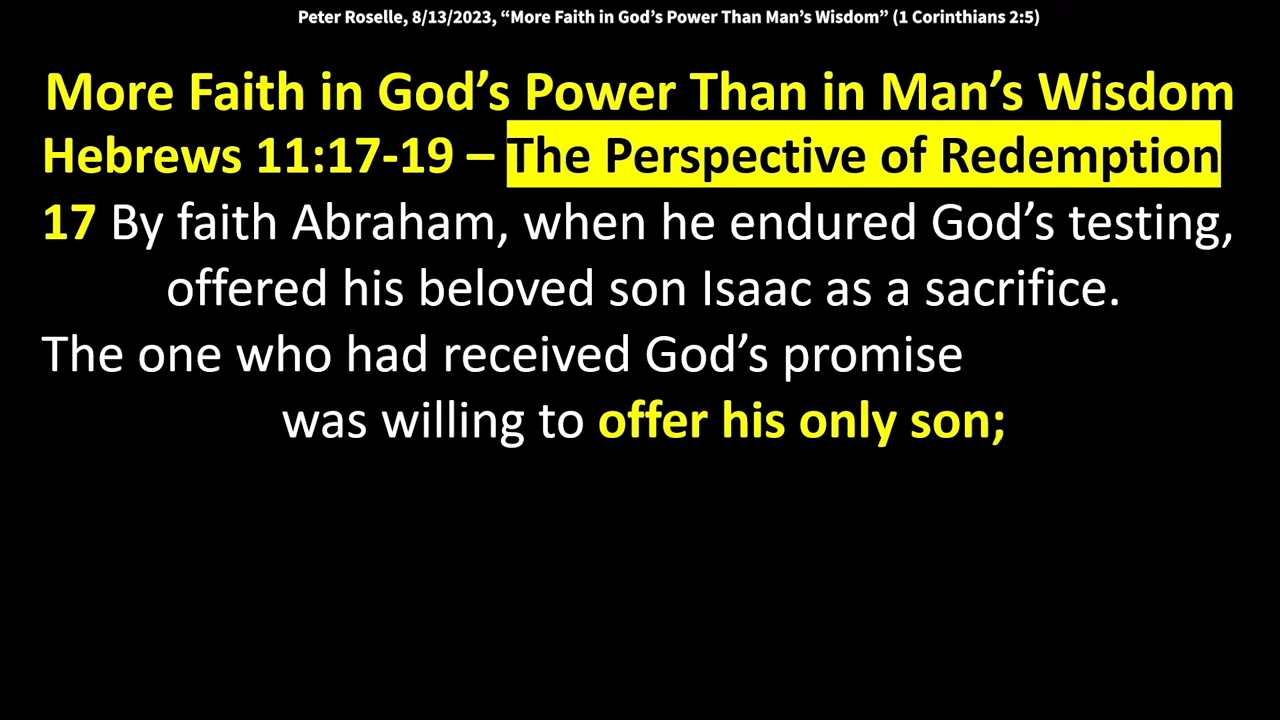 Peter Roselle, 8/13/2023, “More Faith in God’s Power Than Man’s Wisdom” (1 Corinthians 2:5)
More Faith in God’s Power Than in Man’s Wisdom
Hebrews 11:17-19 – The Perspective of Redemption
17 By faith Abraham, when he endured God’s testing,
offered his beloved son Isaac as a sacrifice.
The one who had received God’s promise
was willing to offer his only son;